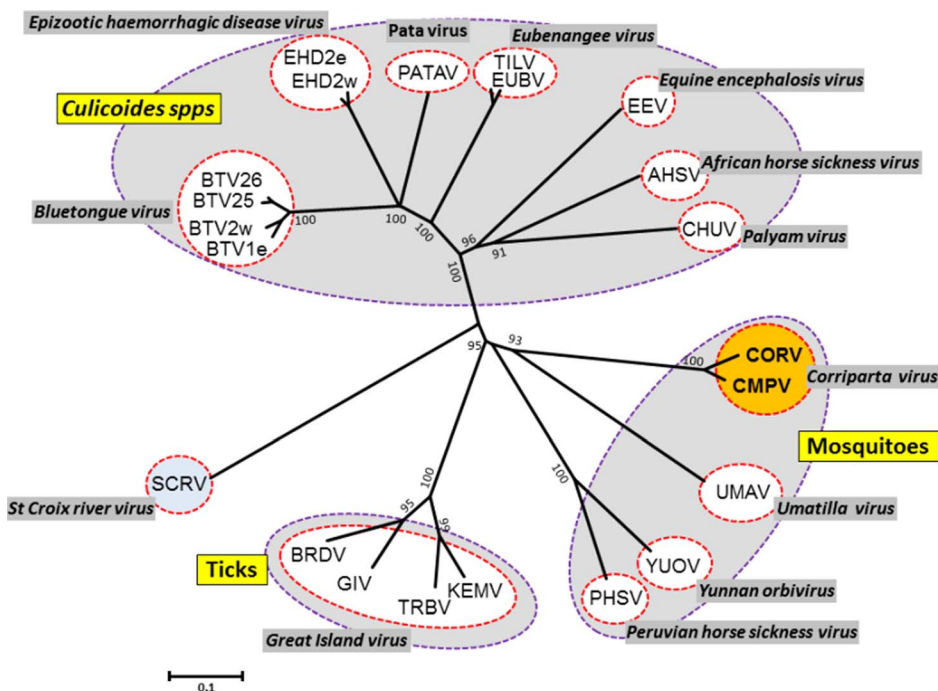 Epizootic haemorrhagic disease virus
Pata virus
Eubenangee virus
EHD2e
EHD2w
PATAV
TILV
EUBV
Equine encephalosis virus
EEV
Culicoides spps
African horse sickness virus
AHSV
BTV26
BTV25
BTV2w
BTV1e
Bluetongue virus
CHUV
Palyam virus
100
100
100
96
91
100
95
93
100
CORV
CMPV
Corriparta virus
Mosquitoes
SCRV
St Croix river virus
UMAV
Umatilla virus
100
100
95
99
Ticks
BRDV
GIV
TRBV
KEMV
Great Island virus
YUOV
Yunnan orbivirus
PHSV
Peruvian horse sickness virus
0.1